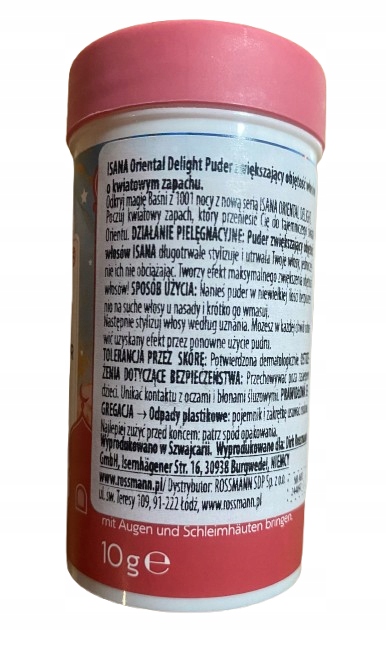 ISANA Oriental Delight Puder zwiększający objętość
o kwiatowym zapachu.
Odkryj magię Baśni z 1001 nocy z nową serią ISANA ORIENTAL DELIGHT.
Poczuj kwiatowy zapach, który przeniesie Cię do tajemniczego
Orientu. DZIAŁANIE PIELĘGNACYJNE: Puder zwiększający objętość
włosów ISANA długotrwale stylizuje i utrwala Twoje włosy, jednocześ-
nie ich nie obciążając. Tworzy efekt maksymalnego zwiększenia objętości
włosów! SPOSÓB UŻYCIA: Nanieś puder w niewielkiej ilości
na suche włosy u nasady i krótko go wmasuj.
Następnie stylizuj włosy według uznania. Możesz w każdej chwili
uzyskany efekt przez ponowne użycie pudru.
TOLERANCJA PRZEZ SKÓRĘ: Potwierdzona dermatologicznie.
ŻENIA DOTYCZĄCE BEZPIECZEŃSTWA: Przechowywać poza
dzieci. Unikać kontaktu z oczami i błonami śluzowymi.
GREGACJA → Odpady plastikowe: pojemnik i zakrętkę
Najlepiej zużyć przed końcem: patrz spód opakowania.
Wyprodukowano w Szwajcarii. Wyprodukowano dla: Dirk Rossmann
GmbH, Isernhägener Str. 16, 30938 Burgwedel, NIEMCY
www.rossmann.pl/ Dystrybutor: ROSSMANN SDP Sp. z o.o.
ul. św. Teresy 109, 91-222 Łódź, www.rossmann.pl
mit Augen und Schleimhäuten bringen.
10 g ℮